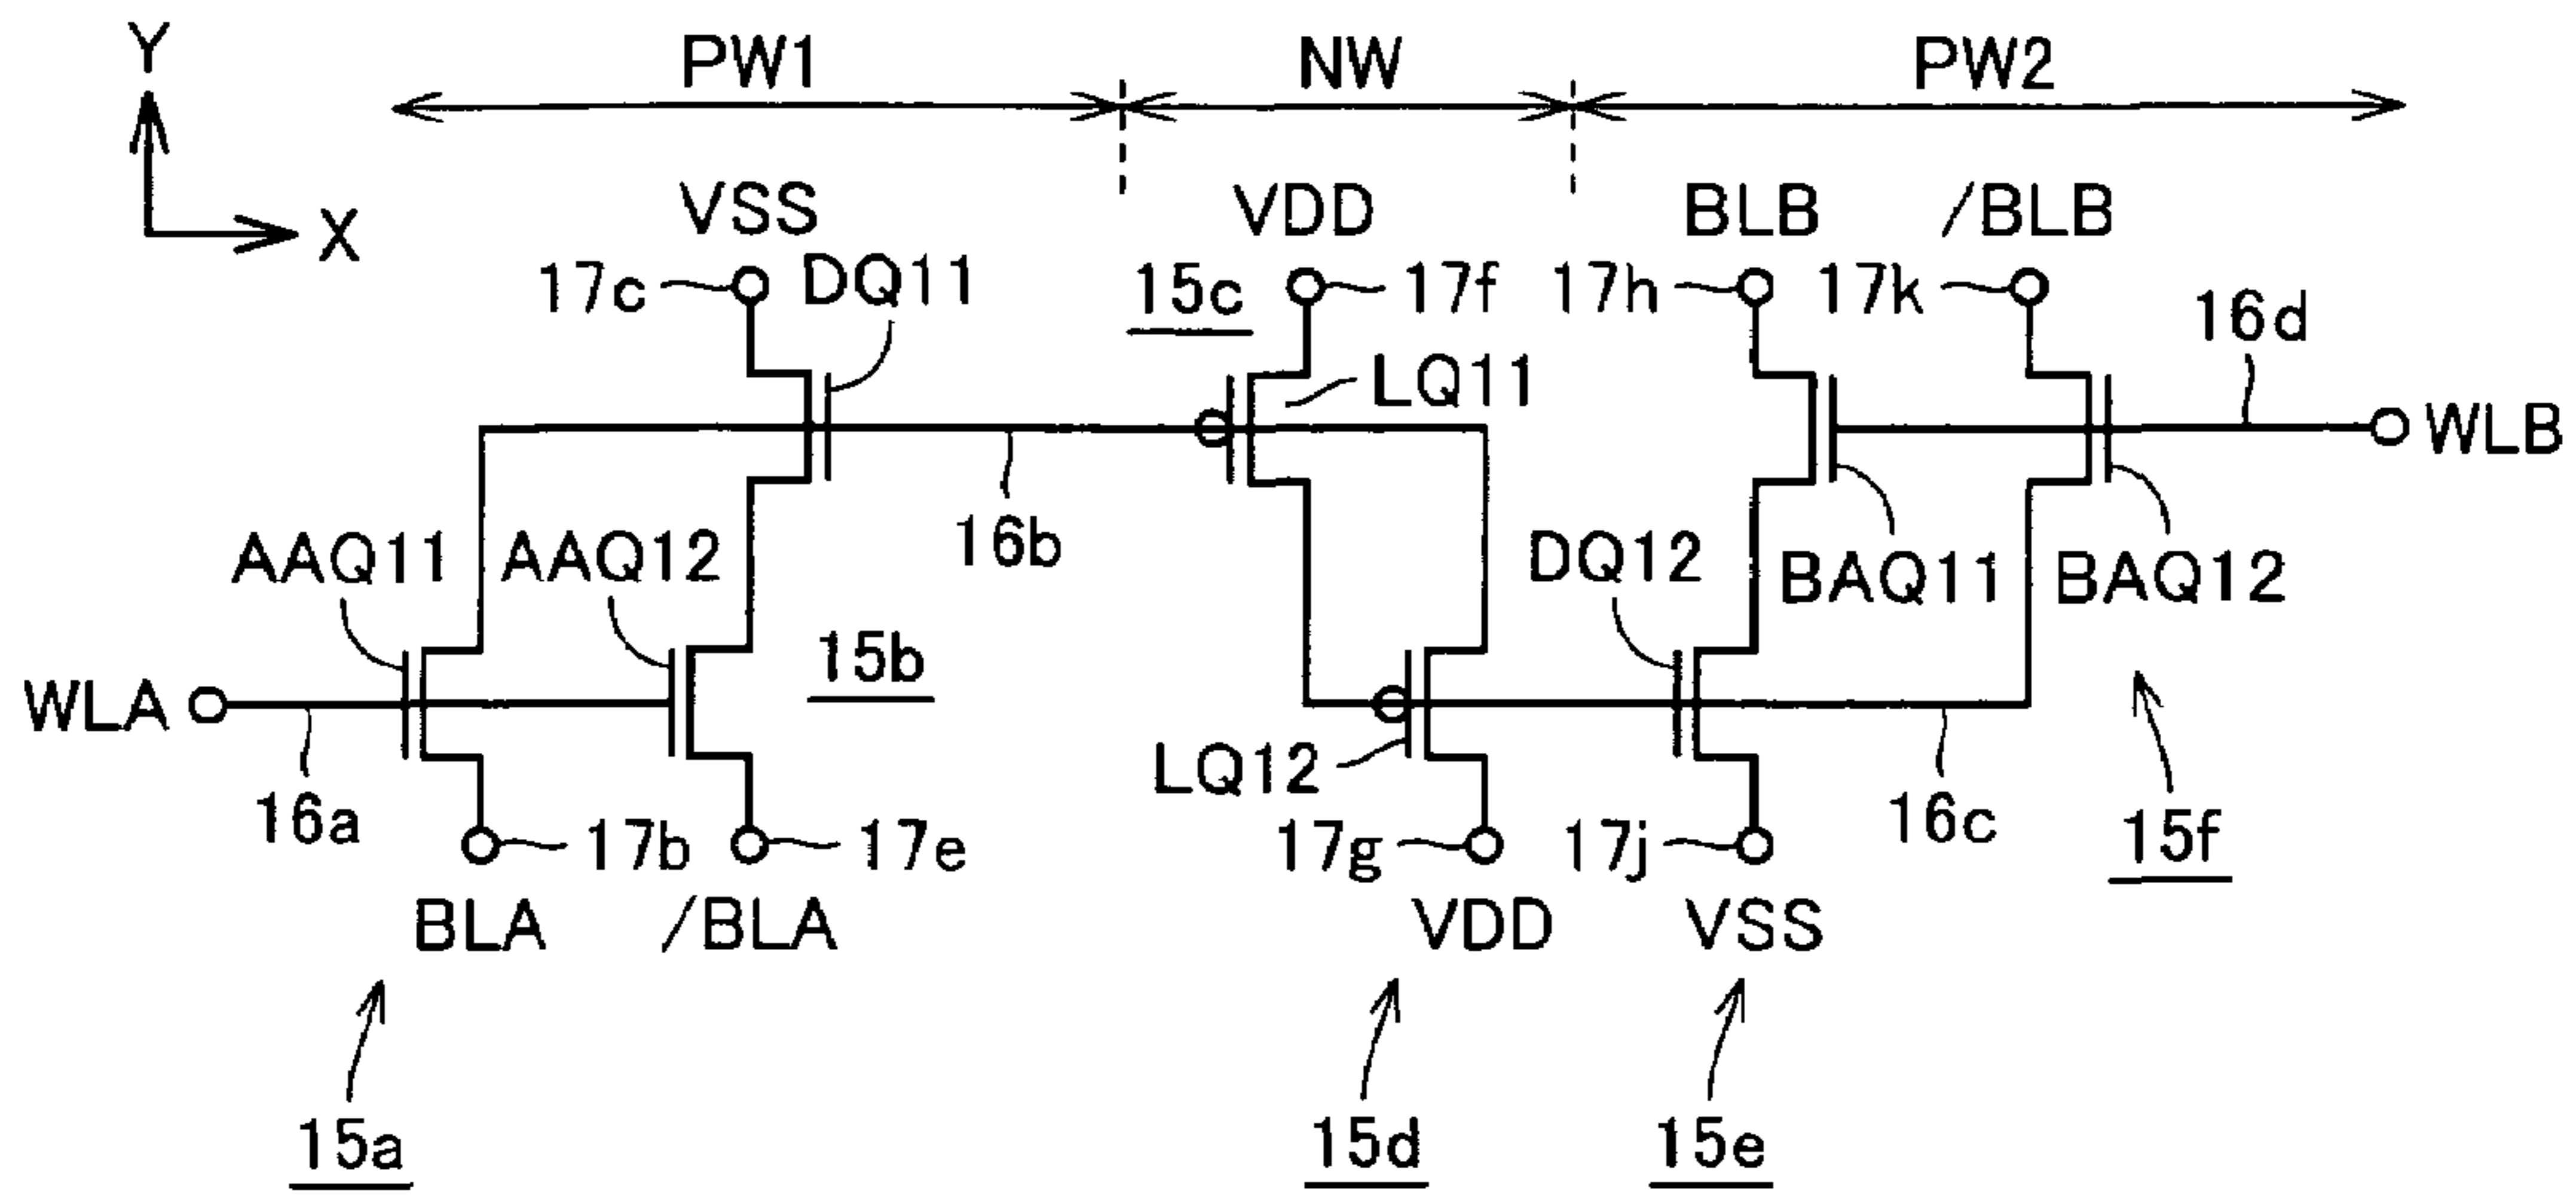 Y
PW1
NW
PW2
X
VSS
VDD
BLB
/BLB
17c
DQ11
15c
17f
17h
17k
16d
LQ11
WLB
16b
AAQ11
AAQ12
DQ12
BAQ11
BAQ12
15b
WLA
LQ12
16a
17b
17e
17g
17j
16c
15f
BLA
/BLA
VDD
VSS
15a
15d
15e